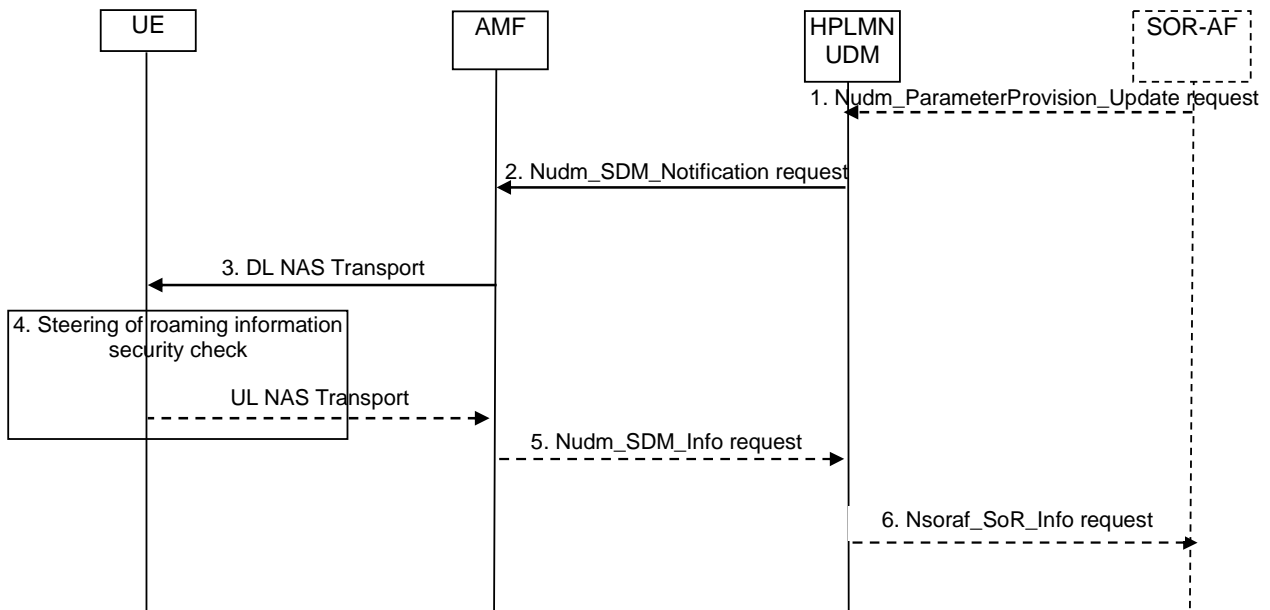 UE
AMF
HPLMN
UDM
SOR-AF
1. Nudm_ParameterProvision_Update request
2. Nudm_SDM_Notification request
3. DL NAS Transport
4. Steering of roaming information
security check
UL NAS Transport
5. Nudm_SDM_Info request
6. Nsoraf_SoR_Info request